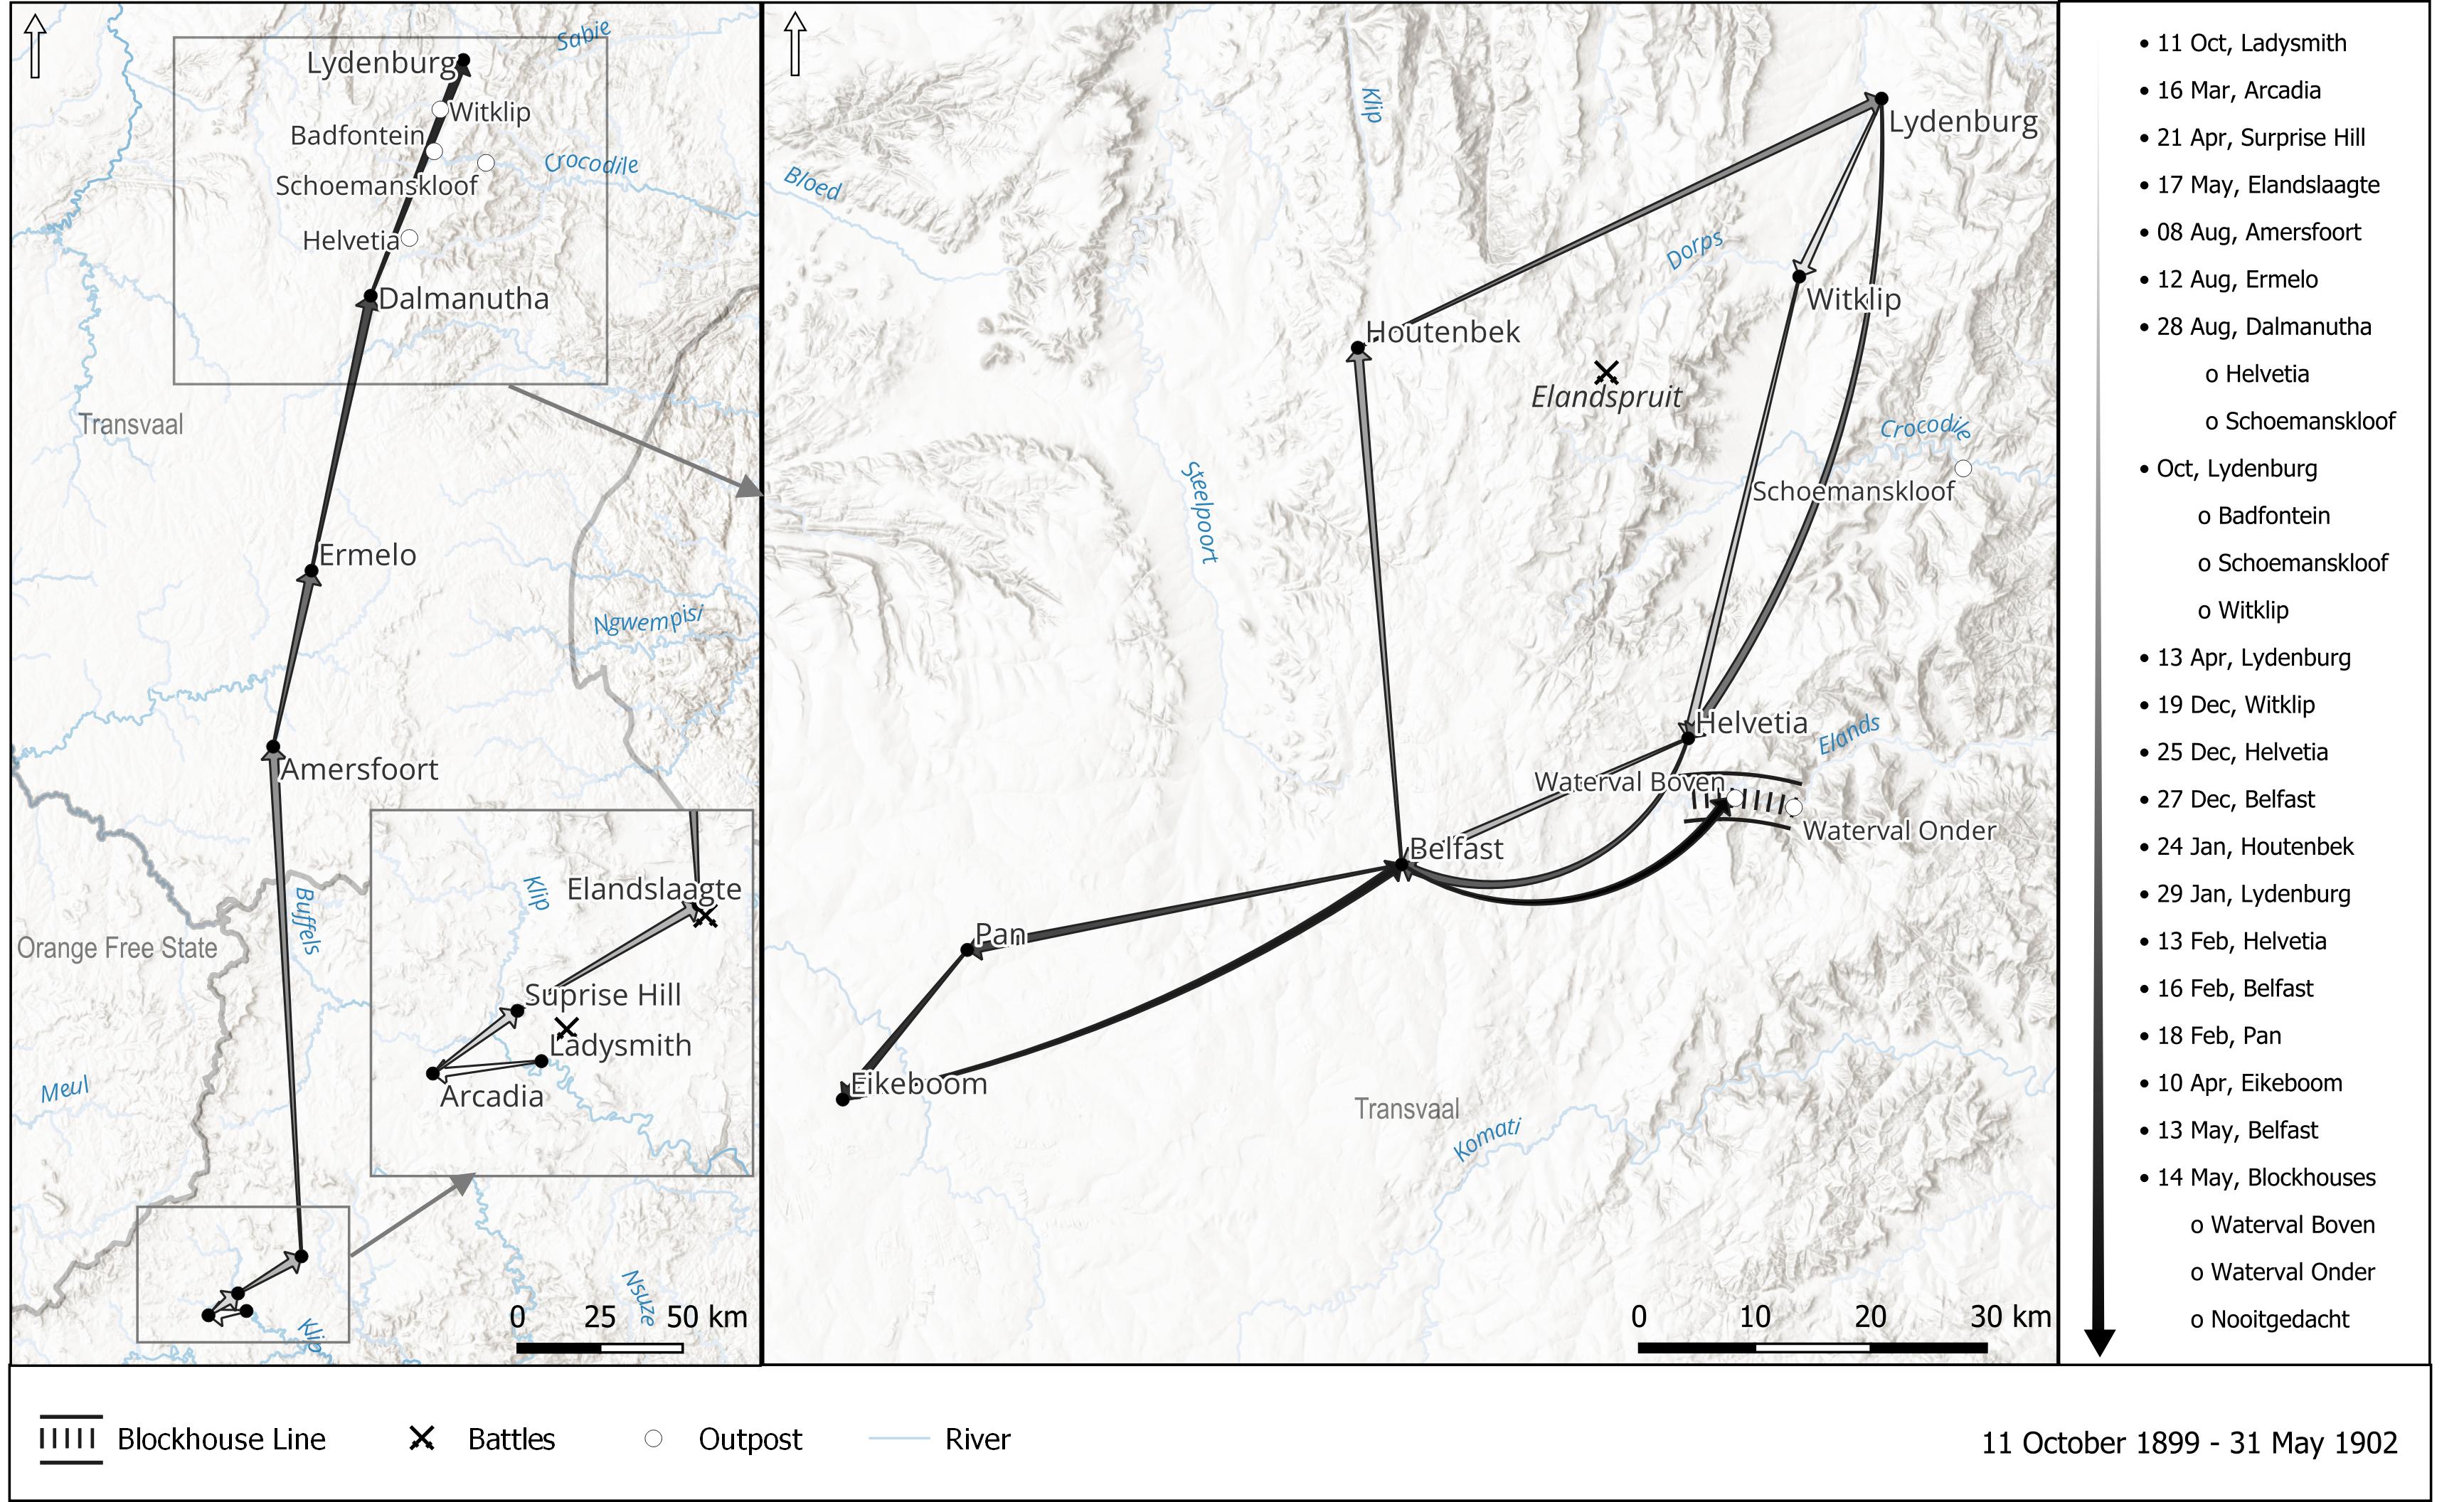 Sabie
Lydenburg
Witklip
Badfontein
Crocodile
Schoemanskloof
Helvetia
Dalmanutha
Transvaal
Ermelo
Ngwempisi
Amersfoort
Buffels
Orange Free State
Meul
Klip
Nsuze
0 25 50 km
Klip
Elandslaagte
Suprise Hill
Ladysmith
Arcadia
Klip
Bloed
Lydenburg
Dorps
Witklip
Houtenbek
Elandspruit
Crocodile
Steelpoort
Schoemanskloof
Helvetia
Elands
Waterval Boven
Waterval Onder
Belfast
Pan
Eikeboom
Transvaal
Komati
0 10 20 30 km
• 11 Oct, Ladysmith
• 16 Mar, Arcadia
• 21 Apr, Surprise Hill
• 17 May, Elandslaagte
• 08 Aug, Amersfoort
• 12 Aug, Ermelo
• 28 Aug, Dalmanutha
o Helvetia
o Schoemanskloof
• Oct, Lydenburg
o Badfontein
o Schoemanskloof
o Witklip
• 13 Apr, Lydenburg
• 19 Dec, Witklip
• 25 Dec, Helvetia
• 27 Dec, Belfast
• 24 Jan, Houtenbek
• 29 Jan, Lydenburg
• 13 Feb, Helvetia
• 16 Feb, Belfast
• 18 Feb, Pan
• 10 Apr, Eikeboom
• 13 May, Belfast
• 14 May, Blockhouses
o Waterval Boven
o Waterval Onder
o Nooitgedacht
Blockhouse Line
Battles
Outpost
River
11 October 1899 - 31 May 1902